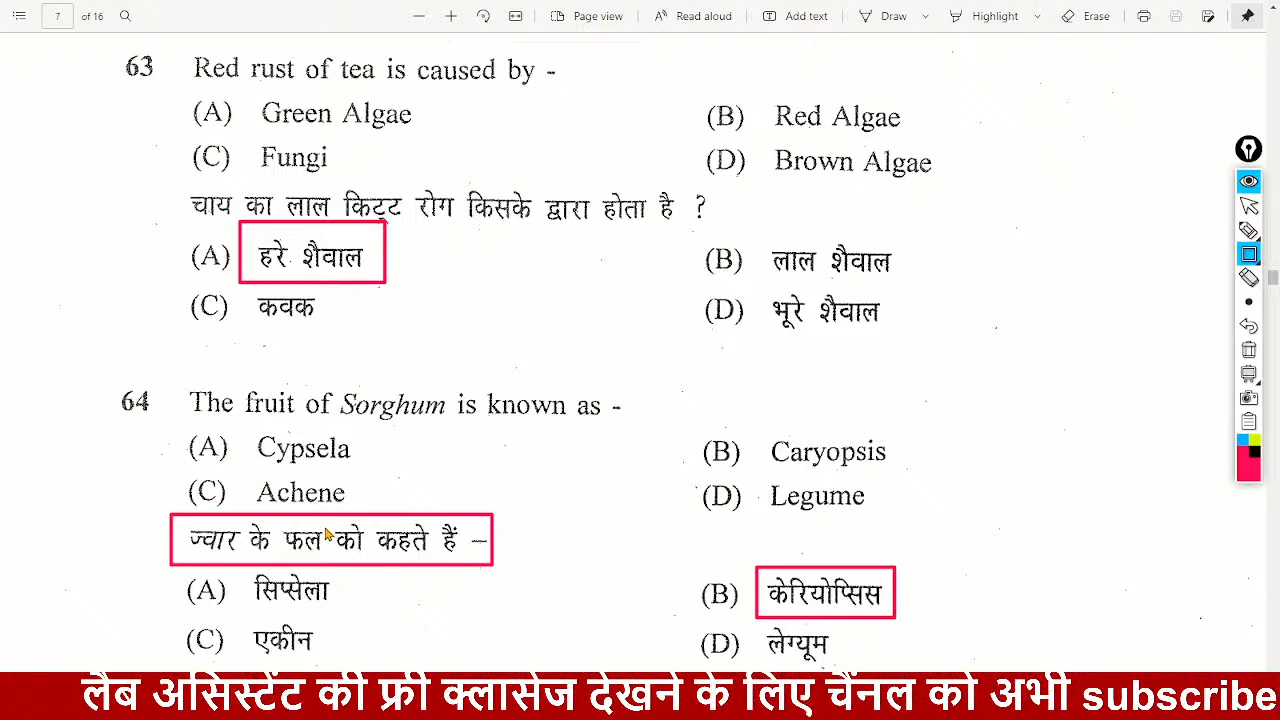 7 of 16 Page view Read aloud Add text Draw Highlight Erase
63 Red rust of tea is caused by -
(A) Green Algae (B) Red Algae
(C) Fungi (D) Brown Algae
चाय का लाल किट्ट रोग किसके द्वारा होता है ?
(A) हरे शैवाल (B) लाल शैवाल
(C) कवक (D) भूरे शैवाल
64 The fruit of Sorghum is known as -
(A) Cypsela (B) Caryopsis
(C) Achene (D) Legume
ज्वार के फल को कहते हैं –
(A) सिप्सेला (B) केरियोप्सिस
(C) एकीन (D) लेग्यूम
लैब असिस्टेंट की फ्री क्लासेज देखने के लिए चैंनल को अभी subscribe